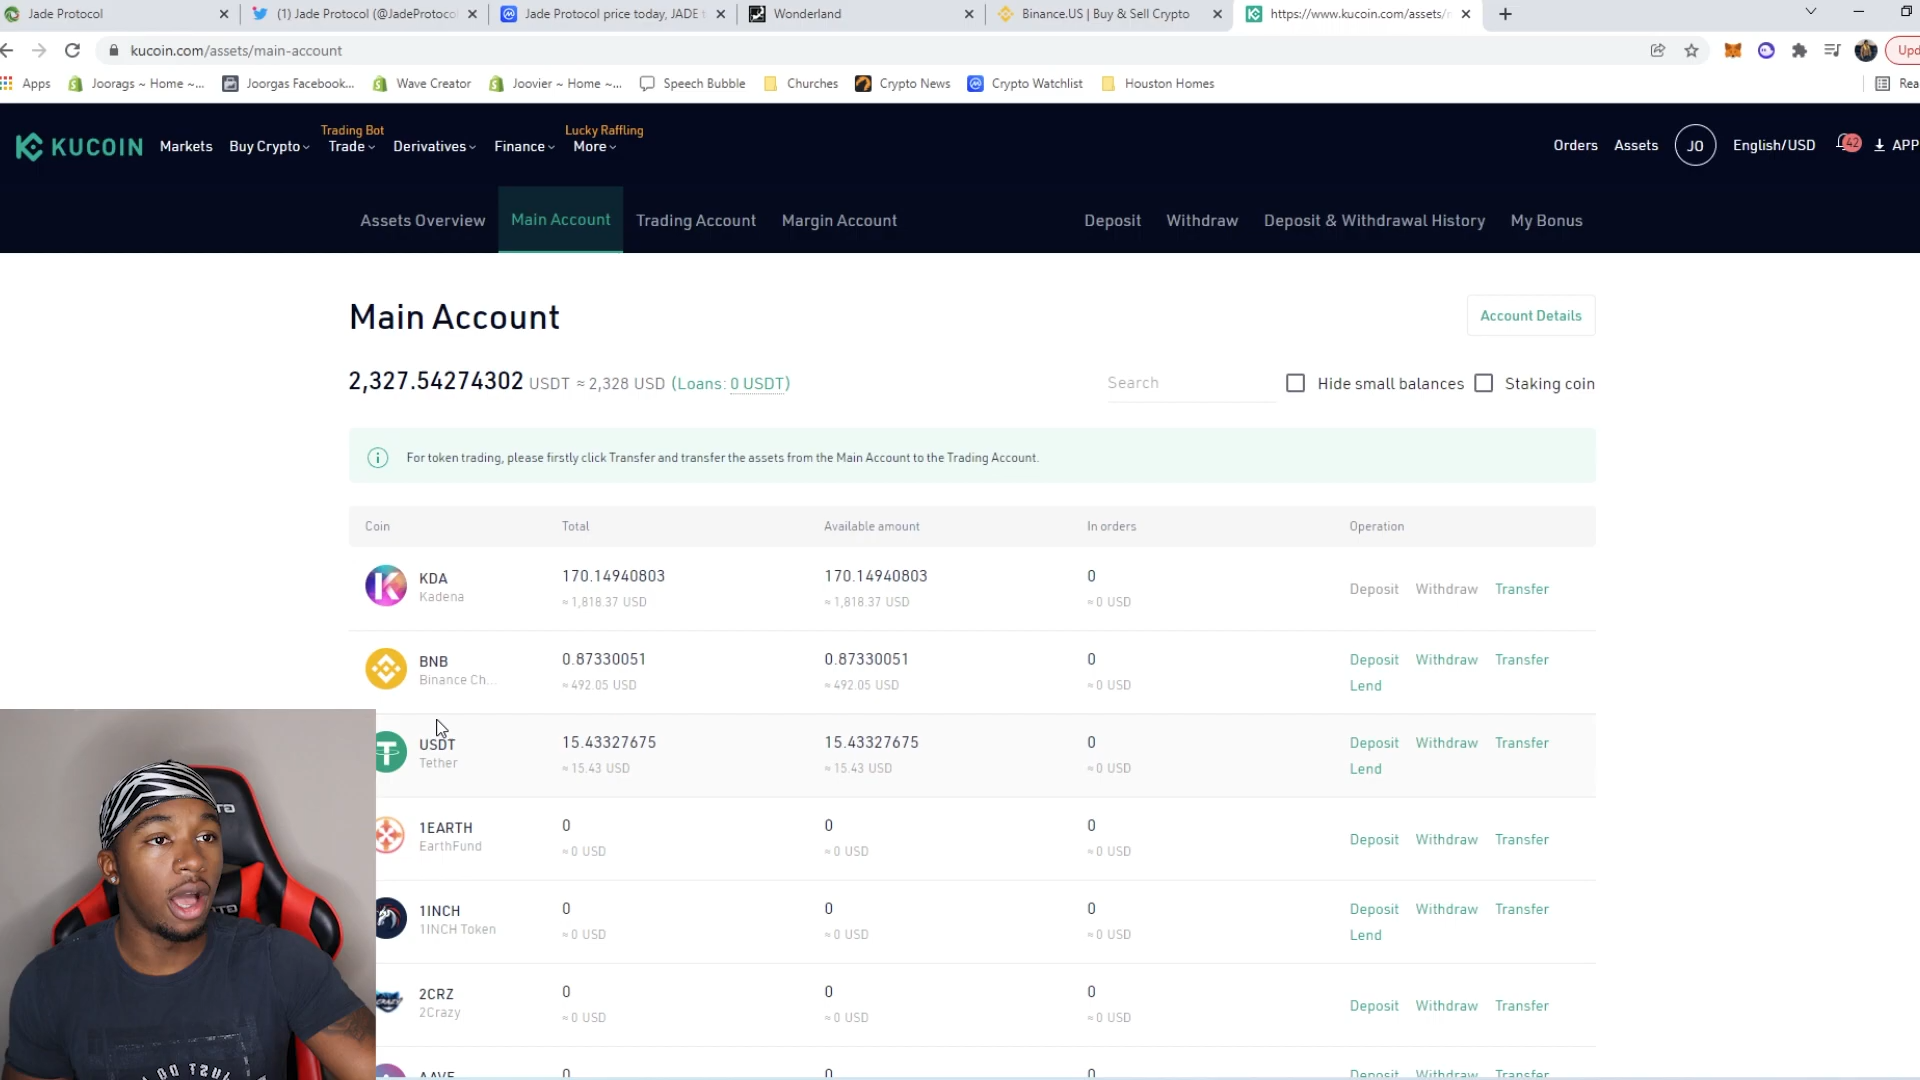 Jade Protocol
(1) Jade Protocol (@JadeProtoco
Jade Protocol price today, JADE t
Wonderland
Binance.US | Buy & Sell Crypto
https://www.kucoin.com/assets/
kucoin.com/assets/main-account
Apps
Joorags ~ Home ~...
Joorgas Facebook...
Wave Creator
Joovier ~ Home ~...
Speech Bubble
Churches
Crypto News
Crypto Watchlist
Houston Homes
KUCOIN
Markets
Buy Crypto
Trading Bot
Trade
Derivatives
Finance
Lucky Raffling
More
Orders
Assets
JO
English/USD
42
APP
Assets Overview
Main Account
Trading Account
Margin Account
Deposit
Withdraw
Deposit & Withdrawal History
My Bonus
Main Account
Account Details
2,327.54274302 USDT ≈ 2,328 USD (Loans: 0 USDT)
Search
Hide small balances
Staking coin
For token trading, please firstly click Transfer and transfer the assets from the Main Account to the Trading Account.
Coin Total Available amount In orders Operation
KDA 170.14940803 170.14940803 0
Kadena ≈ 1,818.37 USD ≈ 1,818.37 USD ≈ 0 USD
Deposit Withdraw Transfer
BNB 0.87330051 0.87330051 0 Deposit Withdraw Transfer
Binance Ch... ≈ 492.05 USD ≈ 492.05 USD ≈ 0 USD Lend
USDT 15.43327675 15.43327675 0 Deposit Withdraw Transfer
Tether ≈ 15.43 USD ≈ 15.43 USD ≈ 0 USD Lend
1EARTH 0 0 0
EarthFund ≈ 0 USD ≈ 0 USD ≈ 0 USD
Deposit Withdraw Transfer
1INCH 0 0 0 Deposit Withdraw Transfer
1INCH Token ≈ 0 USD ≈ 0 USD ≈ 0 USD Lend
2CRZ 0 0 0
2Crazy ≈ 0 USD ≈ 0 USD ≈ 0 USD
Deposit Withdraw Transfer
AAVE 0 0 0 Deposit Withdraw Transfer